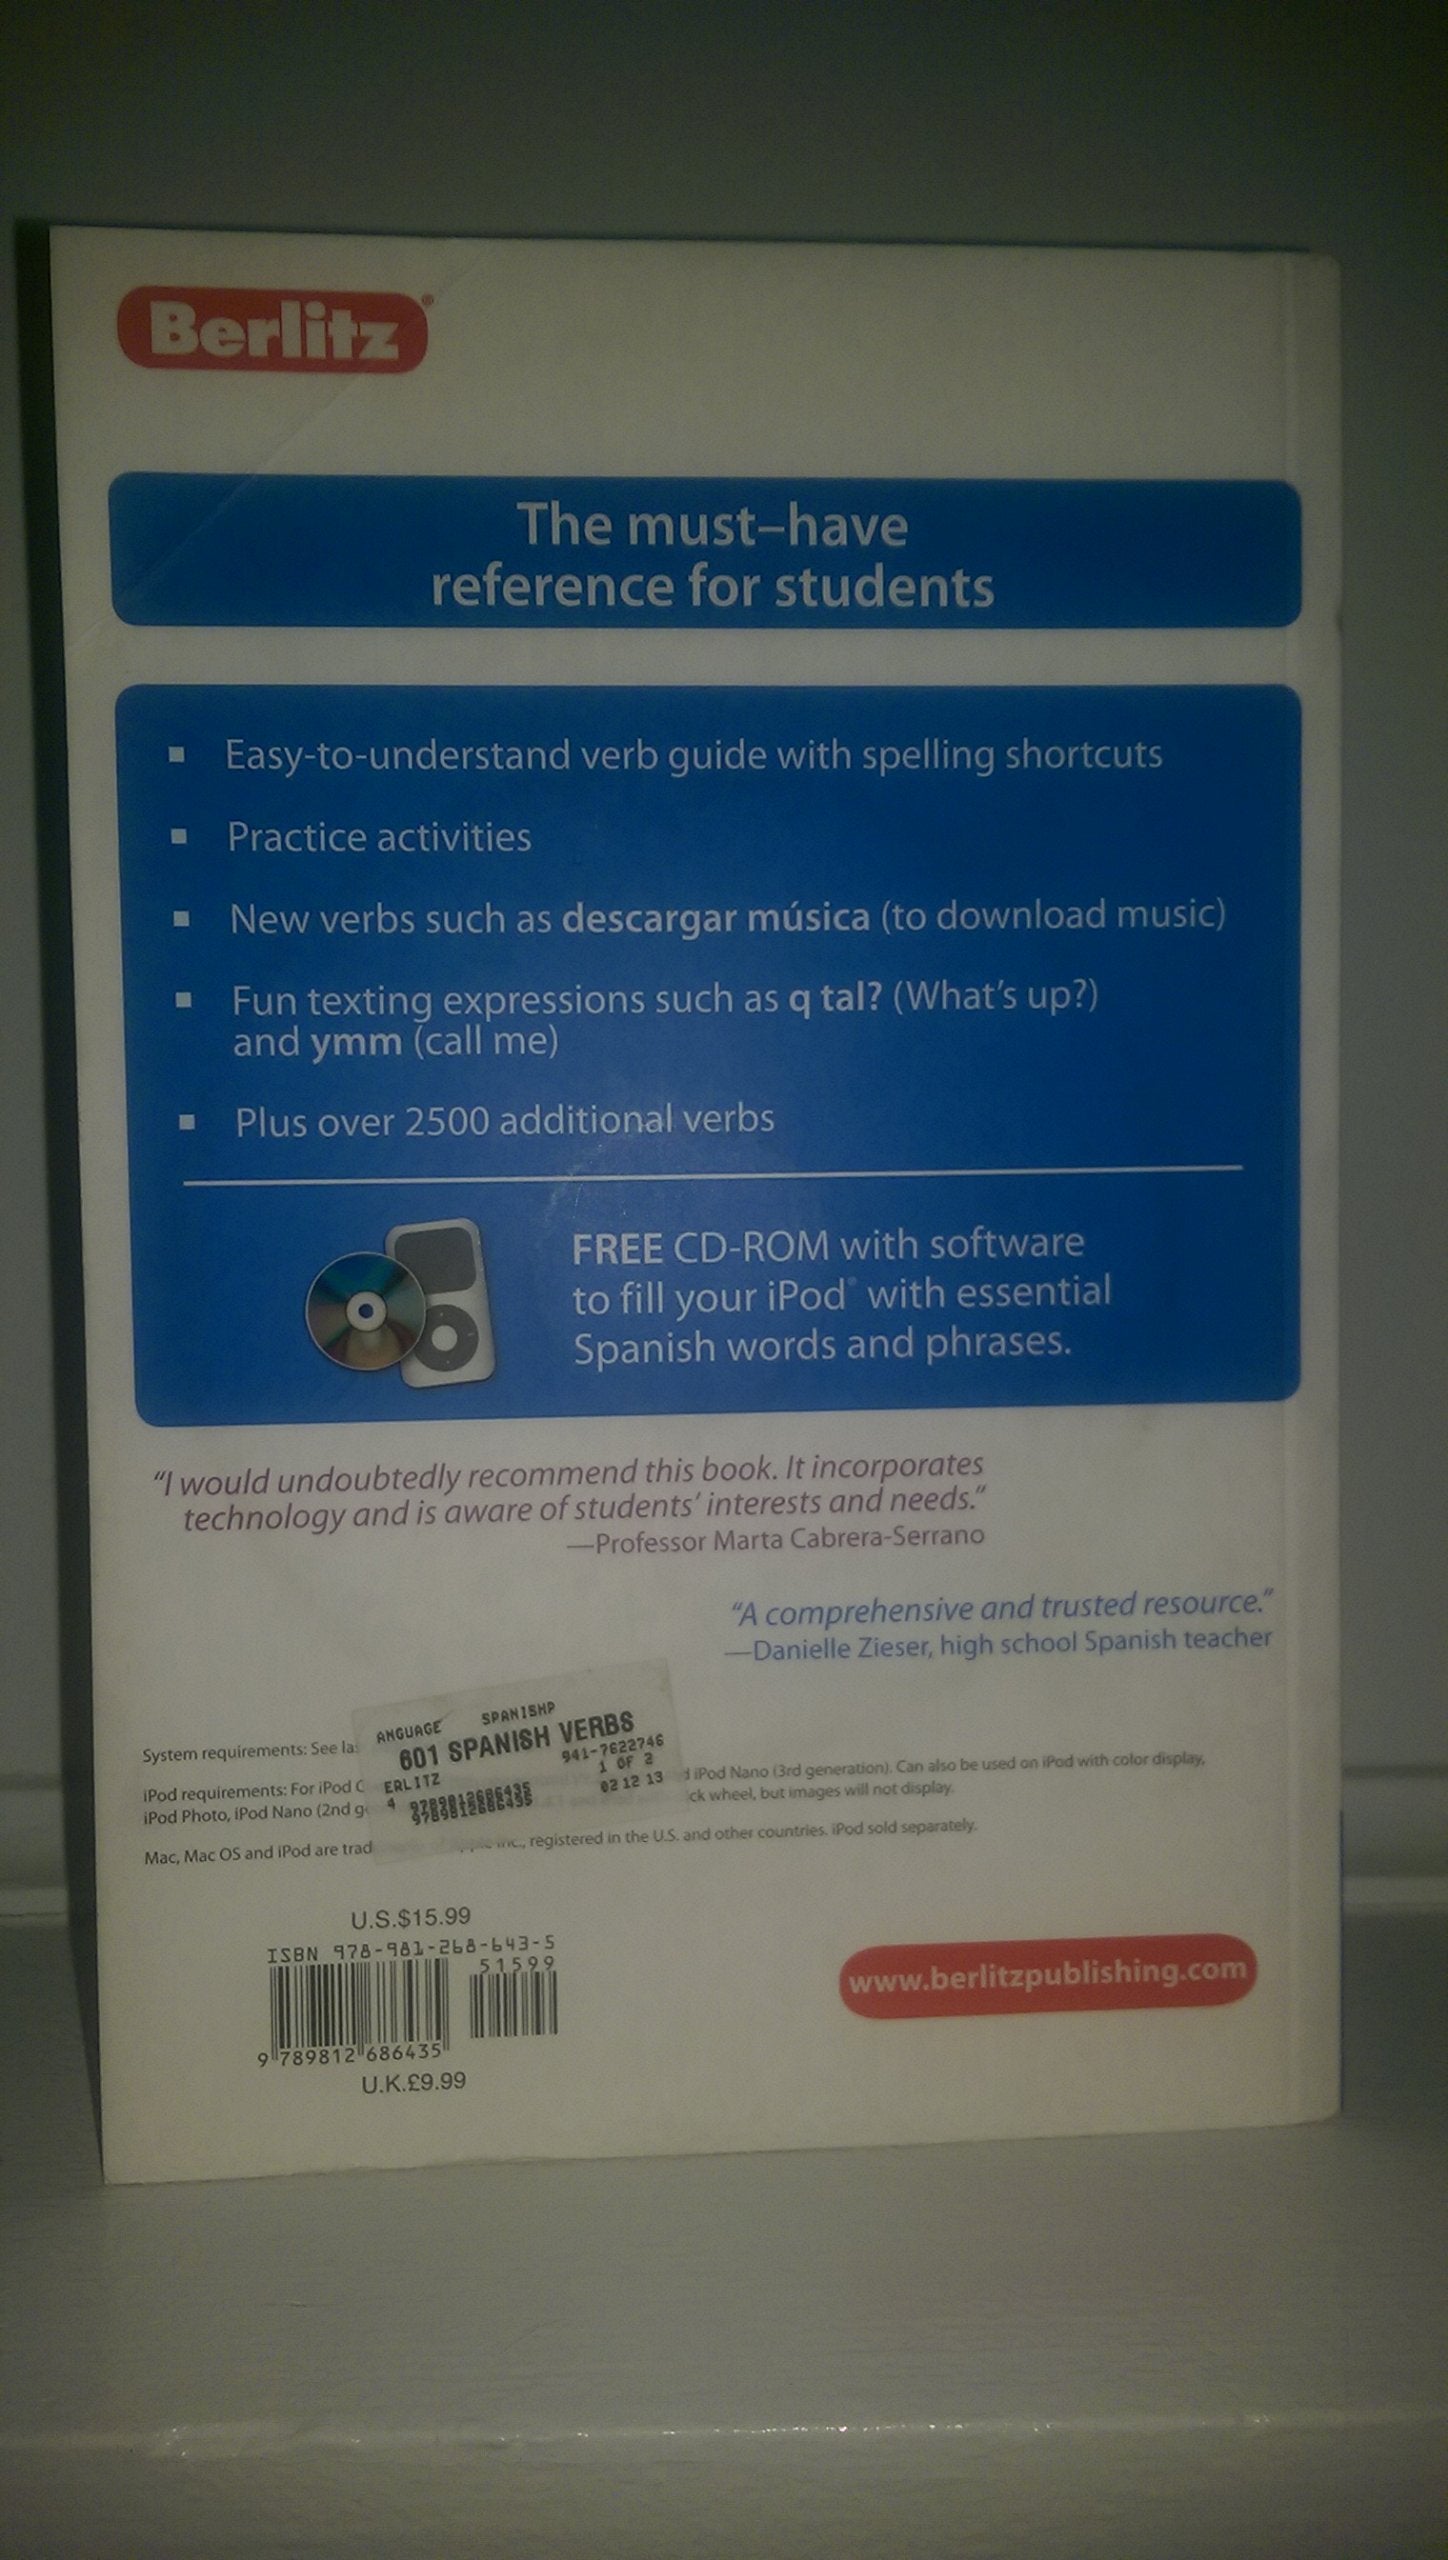 Berlitz®
The must–have
reference for students
▪ Easy-to-understand verb guide with spelling shortcuts
▪ Practice activities
▪ New verbs such as descargar música (to download music)
▪ Fun texting expressions such as q tal? (What's up?)
and ymm (call me)
▪ Plus over 2500 additional verbs
FREE CD-ROM with software
to fill your iPod® with essential
Spanish words and phrases.
“I would undoubtedly recommend this book. It incorporates
technology and is aware of students’ interests and needs.”
—Professor Marta Cabrera-Serrano
“A comprehensive and trusted resource.”
—Danielle Zieser, high school Spanish teacher
ANGUAGE SPANISHP
601 SPANISH VERBS
941-7622746
ERLITZ 1 OF 2
4 9789812686435 02 12 13
9789812686435
System requirements: See
iPod requirements: For iPod iPod Nano (3rd generation). Can also be used on iPod with color display,
iPod Photo, iPod Nano (2nd wheel, but images will not display.
Mac, Mac OS and iPod are registered in the U.S. and other countries. iPod sold separately.
U.S.$15.99
ISBN 978-981-268-643-5
51599
9 789812 686435
U.K.£9.99
www.berlitzpublishing.com